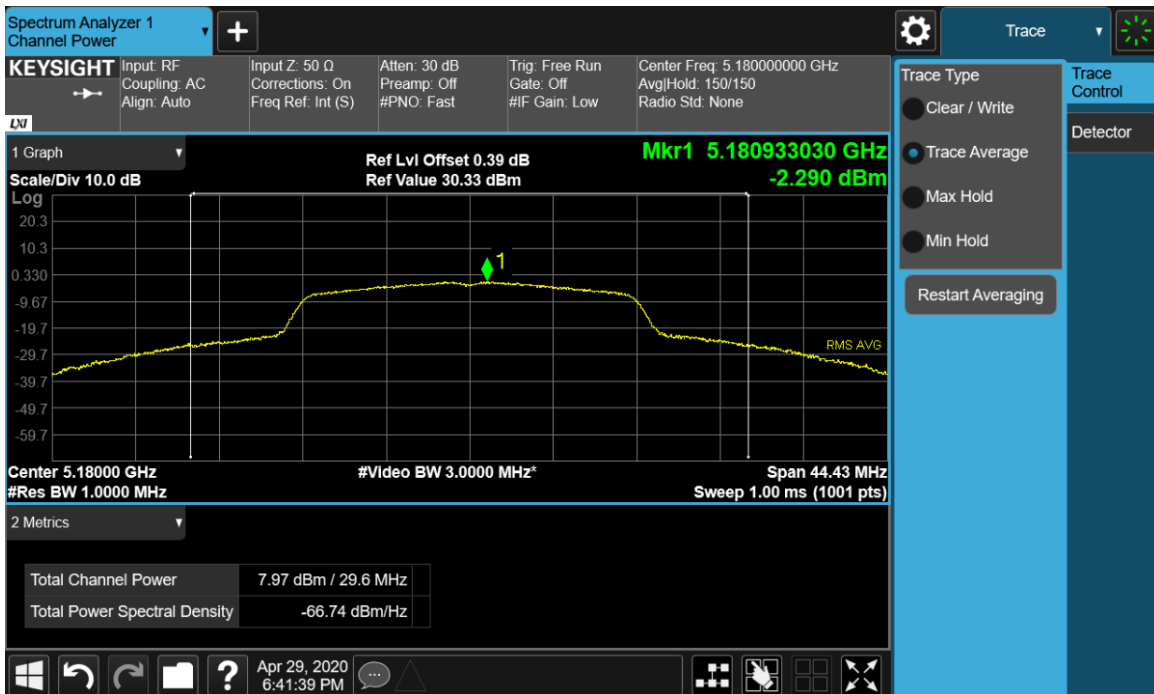 Spectrum Analyzer 1
Channel Power
+
Trace
KEYSIGHT
LXI
Input: RF
Coupling: AC
Align: Auto
Input Z: 50 Ω
Corrections: On
Freq Ref: Int (S)
Atten: 30 dB
Preamp: Off
#PNO: Fast
Trig: Free Run
Gate: Off
#IF Gain: Low
Center Freq: 5.180000000 GHz
Avg|Hold: 150/150
Radio Std: None
Trace Type
Clear / Write
Trace Average
Max Hold
Min Hold
Restart Averaging
Trace
Control
Detector
1 Graph
Scale/Div 10.0 dB
Log
Ref Lvl Offset 0.39 dB
Ref Value 30.33 dBm
Mkr1 5.180933030 GHz
-2.290 dBm
20.3
10.3
0.330
-9.67
-19.7
-29.7
-39.7
-49.7
-59.7
1
RMS AVG
Center 5.18000 GHz
#Video BW 3.0000 MHz*
Span 44.43 MHz
#Res BW 1.0000 MHz
Sweep 1.00 ms (1001 pts)
2 Metrics
Total Channel Power 7.97 dBm / 29.6 MHz
Total Power Spectral Density -66.74 dBm/Hz
?
Apr 29, 2020
6:41:39 PM